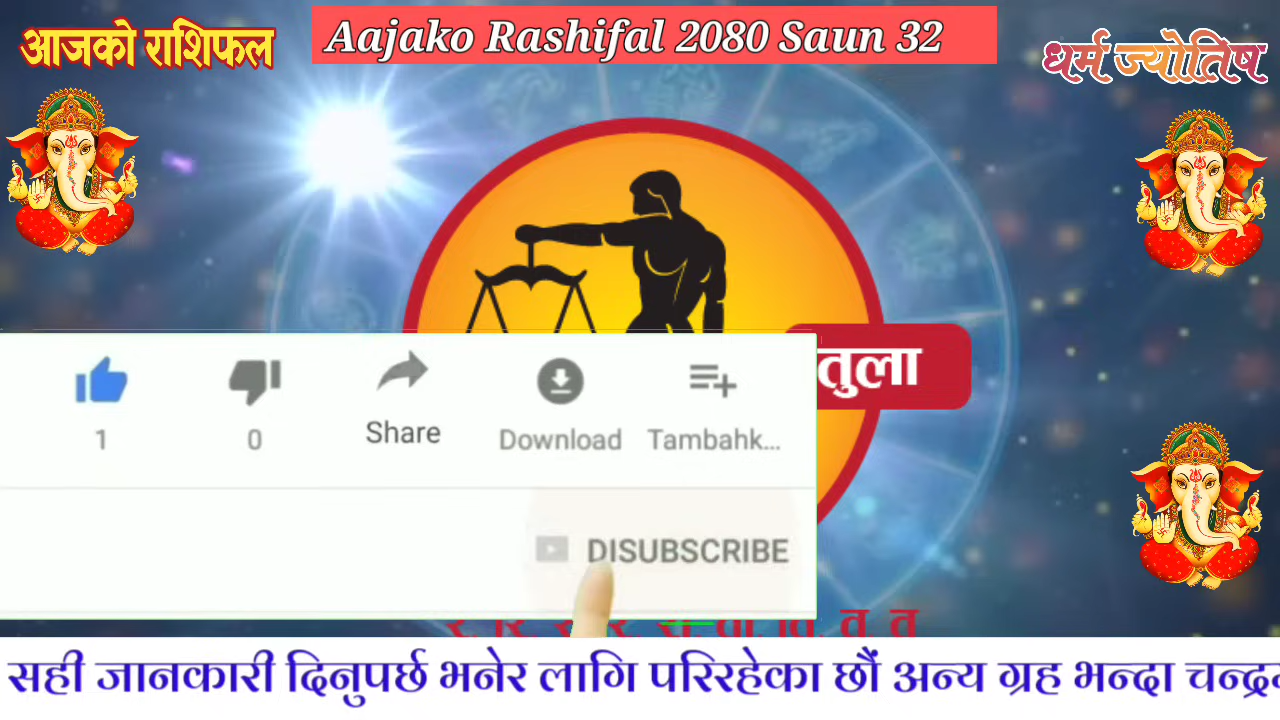 आजको राशिफल
Aajako Rashifal 2080 Saun 32
धर्म ज्योतिष
तुला
1
0
Share
Download
Tambahk...
DISUBSCRIBE
सही जानकारी दिनुपर्छ भनेर लागि परिरहेका छौं अन्य ग्रह भन्दा